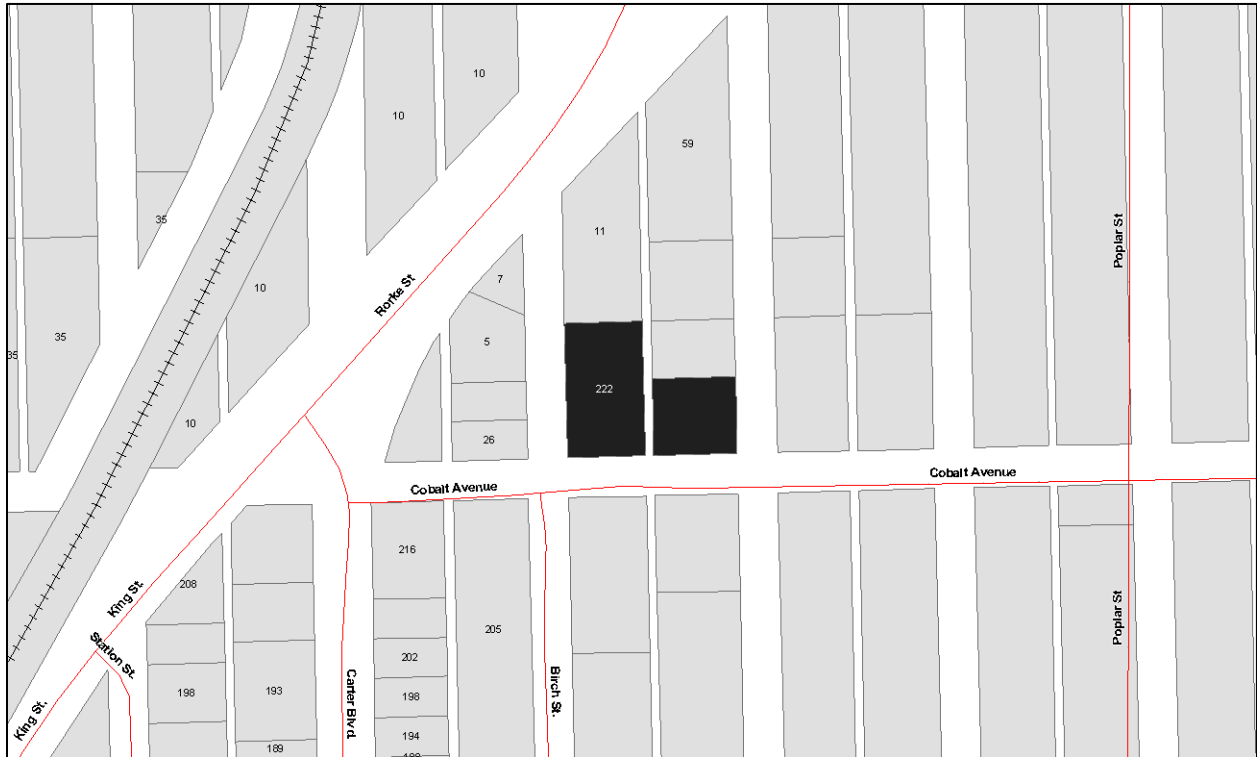 10
10
59
Poplar St
35
11
10
7
Rorke St
35
35
5
222
10
26
Cobalt Avenue
Cobalt Avenue
216
208
King St.
Poplar St
205
Station St.
202
198
193
198
Carter Blvd.
Birch St.
King St.
194
189